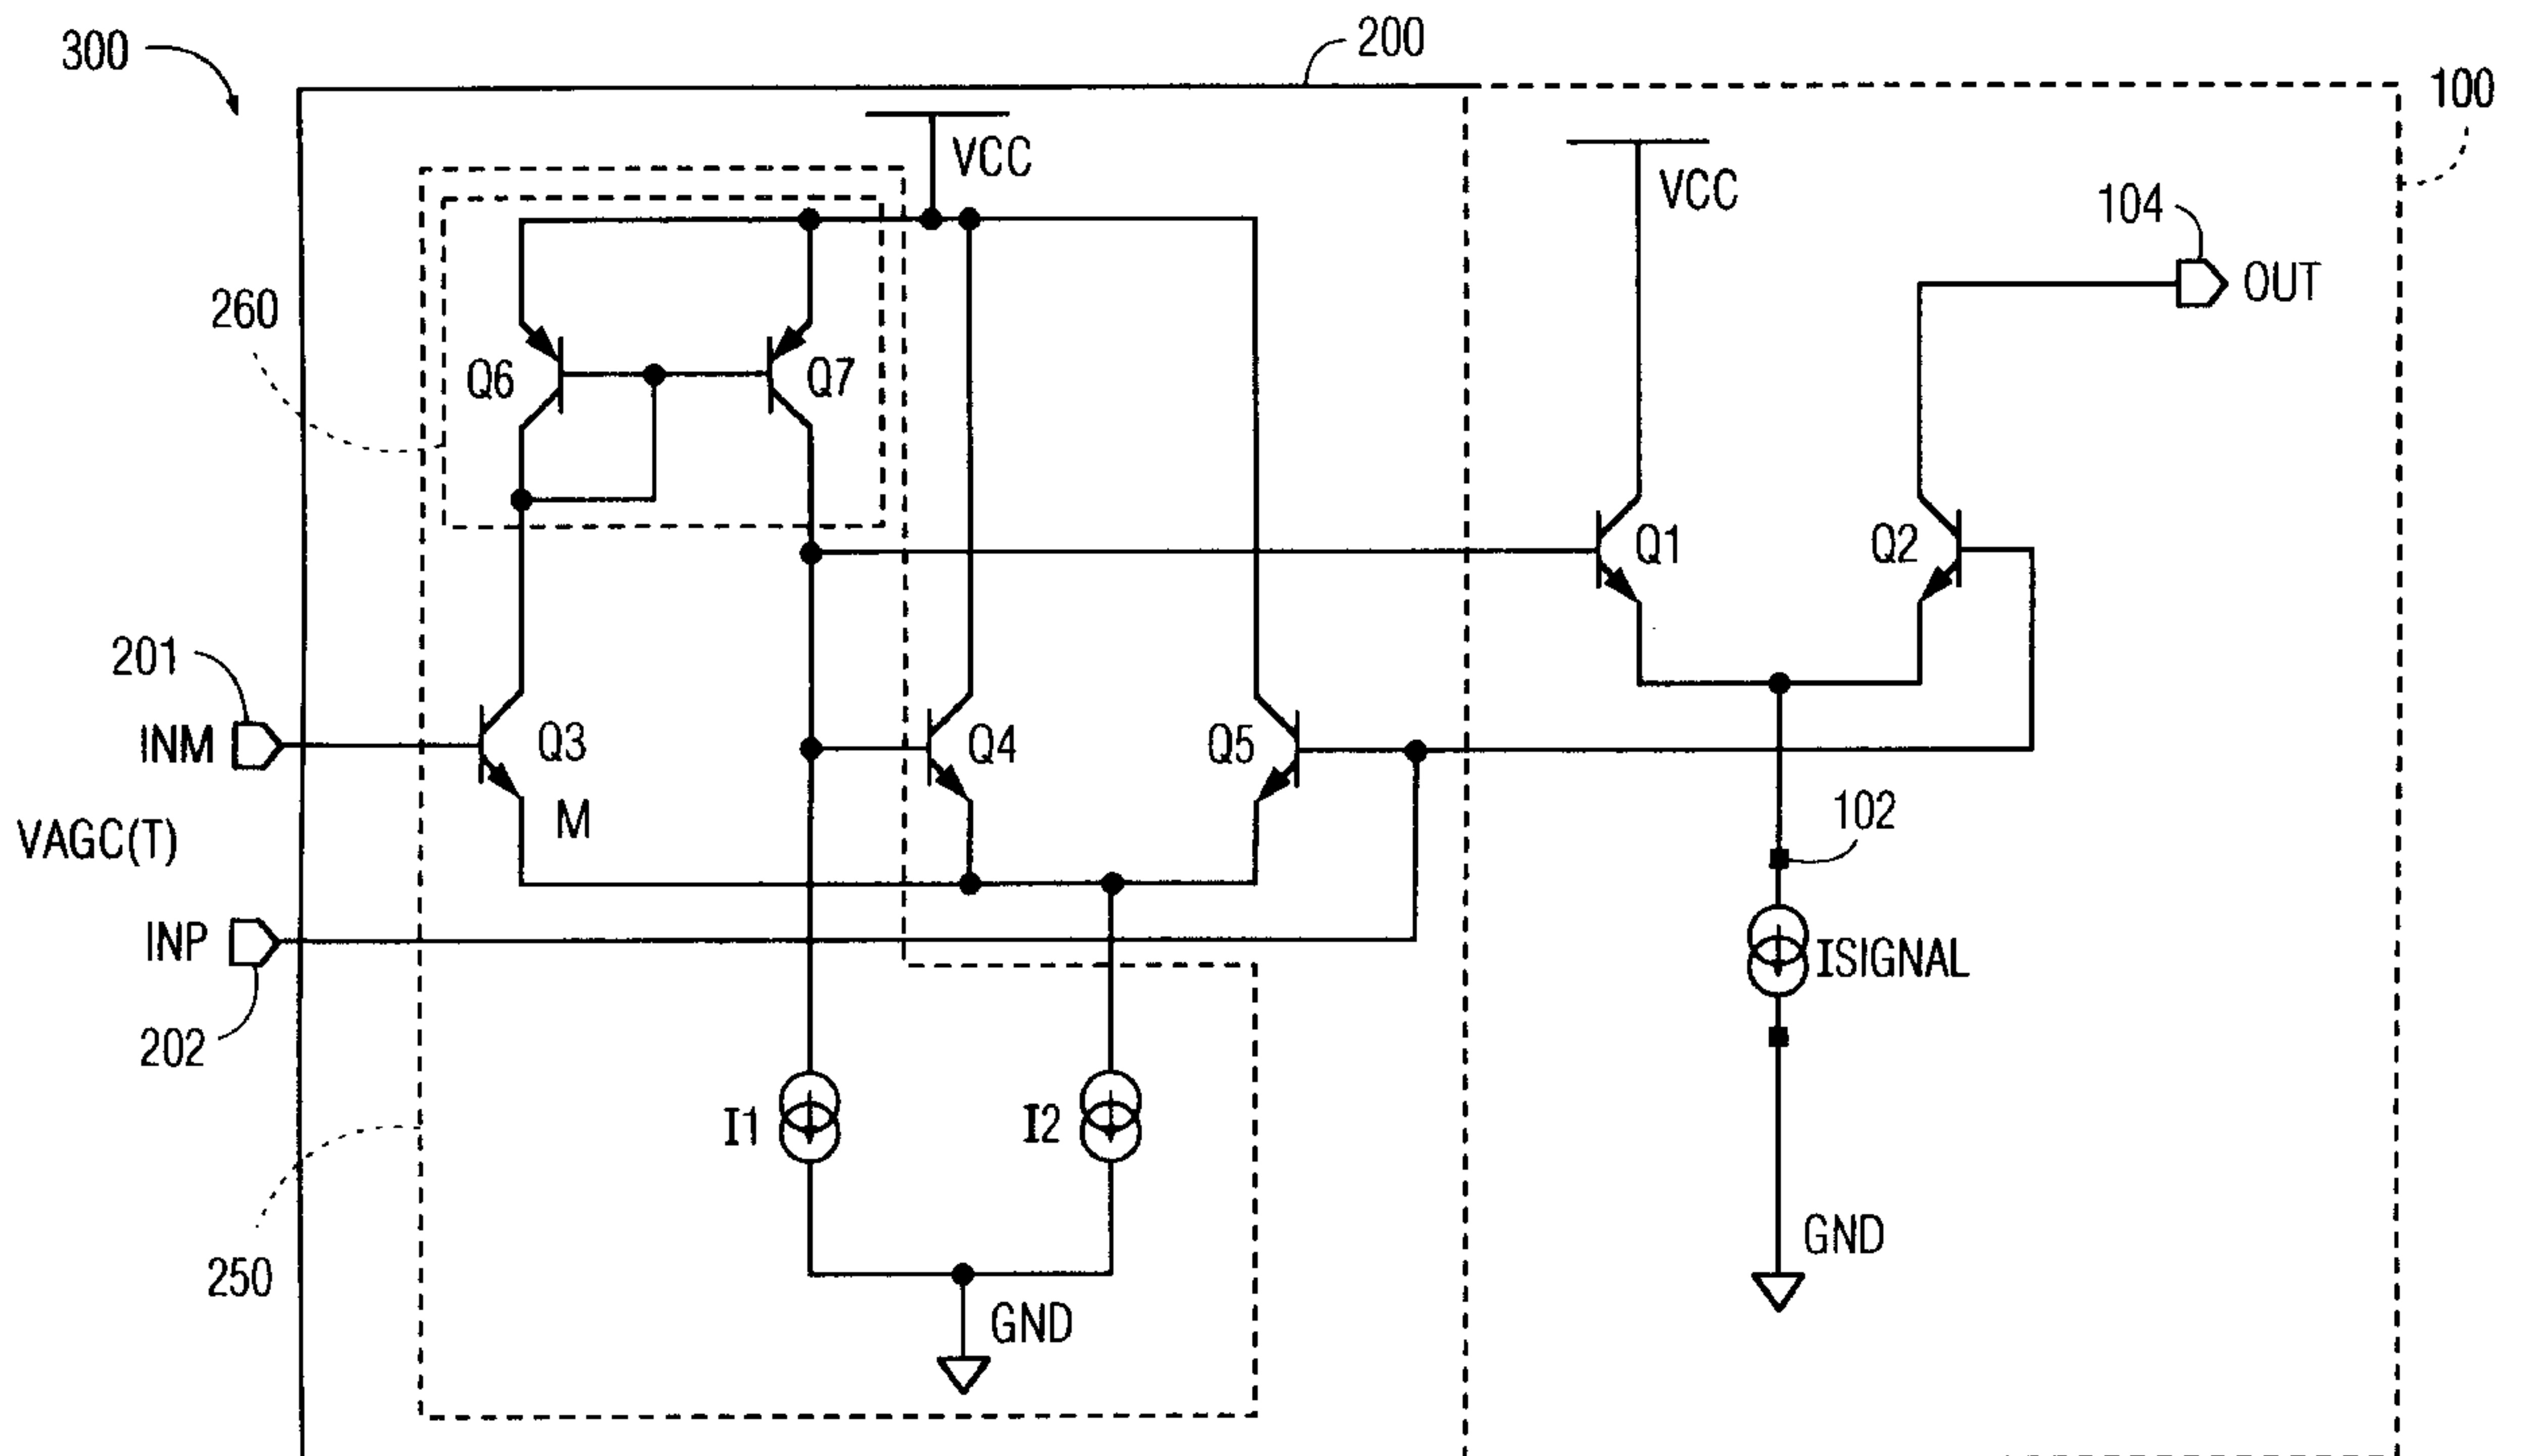 300
200
100
VCC
VCC
104
OUT
260
Q6
Q7
Q1
Q2
201
INM
Q3
Q4
Q5
M
VAGC(T)
102
INP
ISIGNAL
202
I1
I2
250
GND
GND